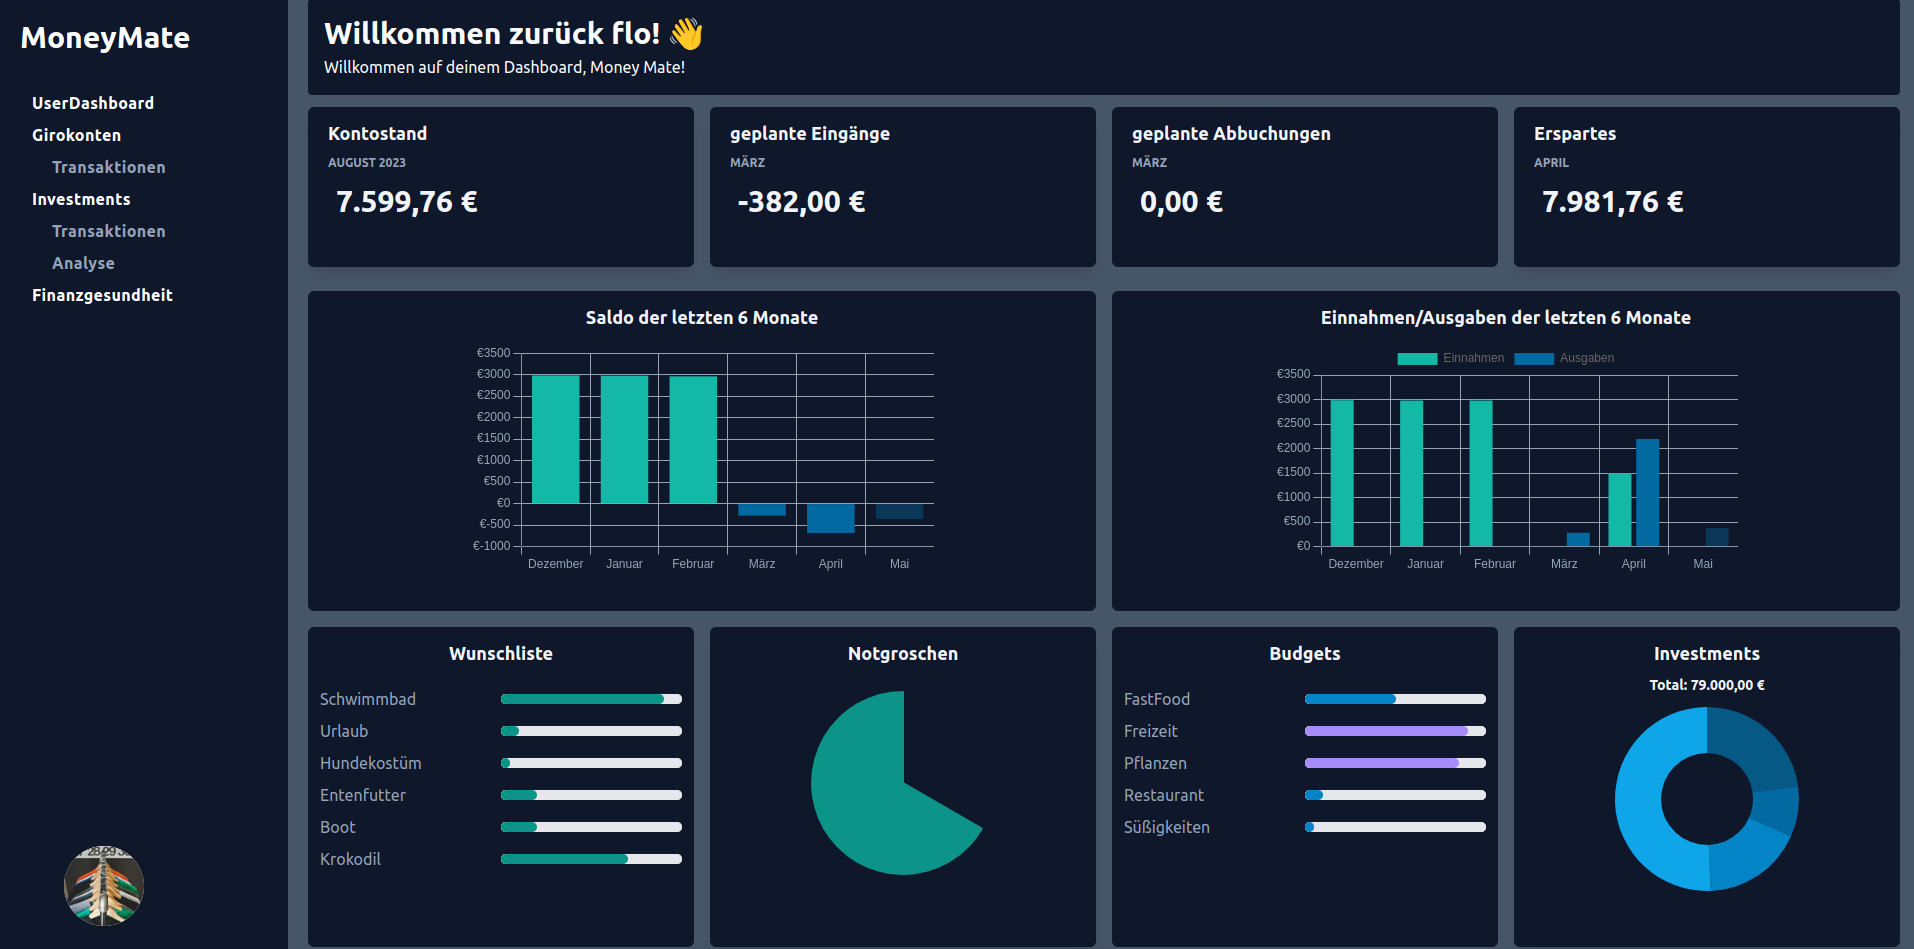 MoneyMate
UserDashboard
Girokonten
Transaktionen
Investments
Transaktionen
Analyse
Finanzgesundheit
Willkommen zurück flo! 👋
Willkommen auf deinem Dashboard, Money Mate!
Kontostand
AUGUST 2023
7.599,76 €
geplante Eingänge
MÄRZ
-382,00 €
geplante Abbuchungen
MÄRZ
0,00 €
Erspartes
APRIL
7.981,76 €
Saldo der letzten 6 Monate
€3500
€3000
€2500
€2000
€1500
€1000
€500
€0
€-500
€-1000
Dezember Januar Februar März April Mai
Einnahmen/Ausgaben der letzten 6 Monate
Einnahmen Ausgaben
€3500
€3000
€2500
€2000
€1500
€1000
€500
€0
Dezember Januar Februar März April Mai
Wunschliste
Schwimmbad
Urlaub
Hundekostüm
Entenfutter
Boot
Krokodil
Notgroschen
Budgets
FastFood
Freizeit
Pflanzen
Restaurant
Süßigkeiten
Investments
Total: 79.000,00 €